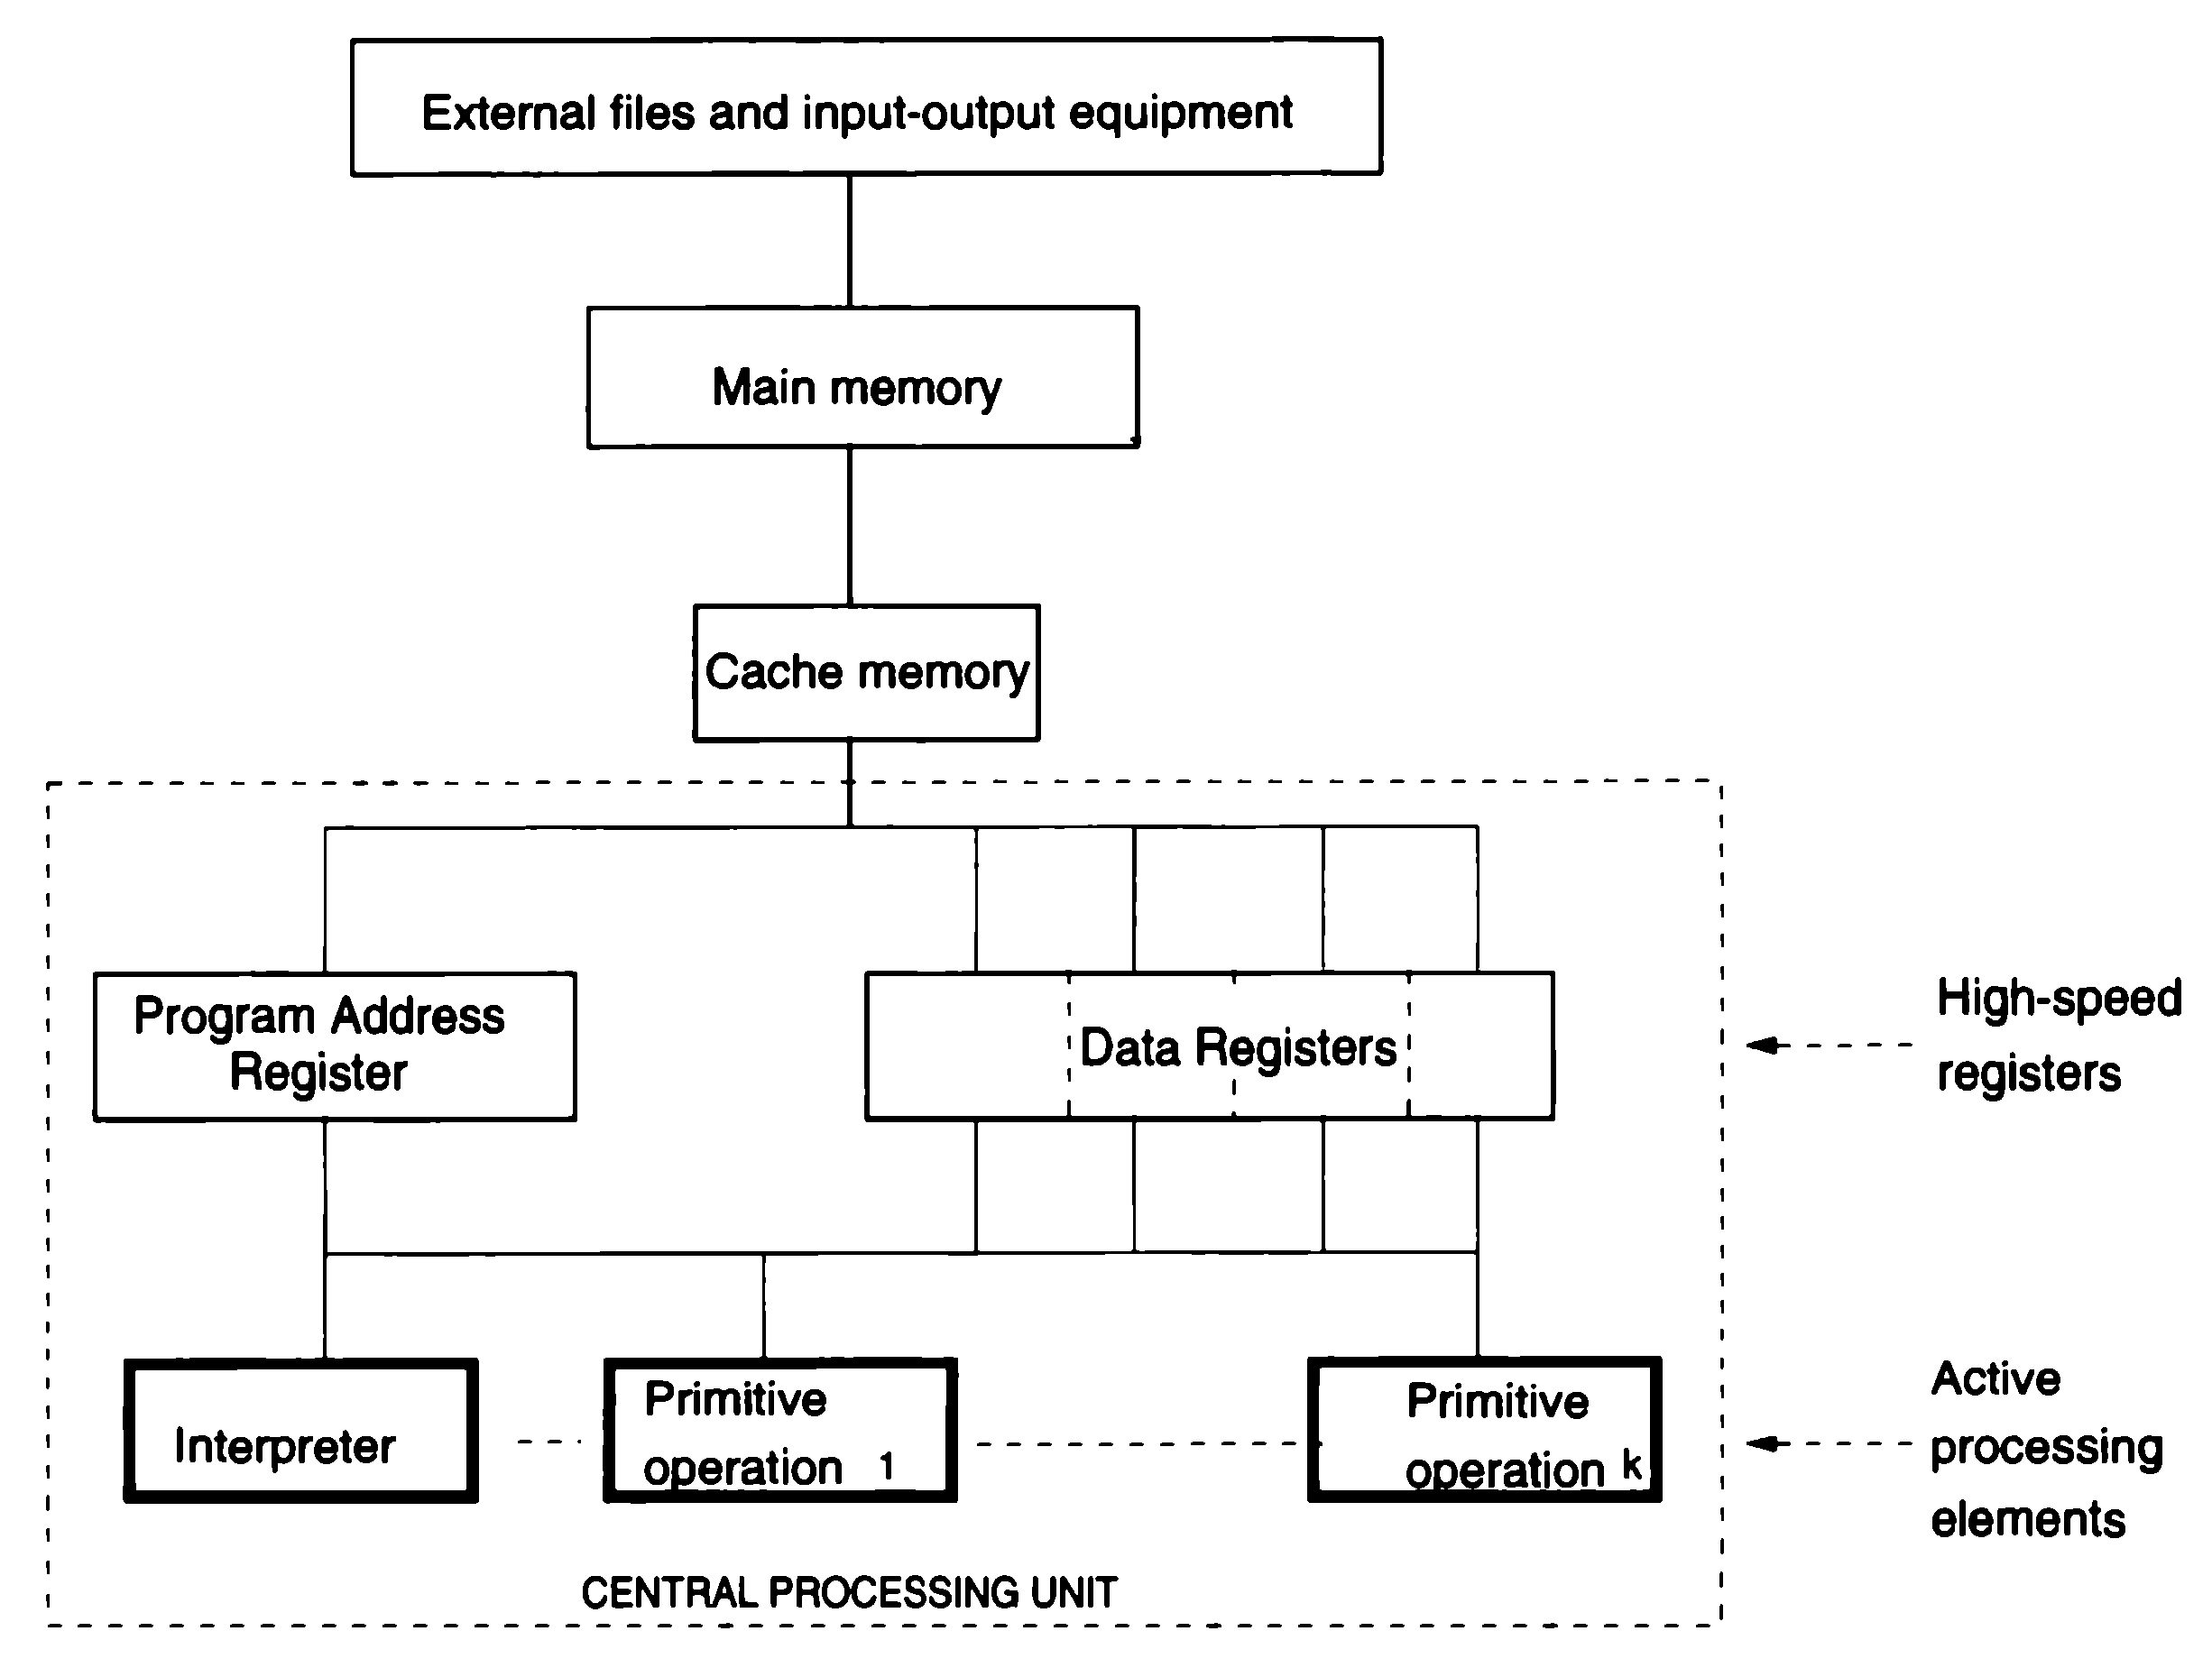 External files and input-output equipment
Main memory
Cache memory
Program Address
Register
Data Registers
High-speed
registers
Interpreter
Primitive
operation 1
Primitive
operation k
Active
processing
elements
CENTRAL PROCESSING UNIT